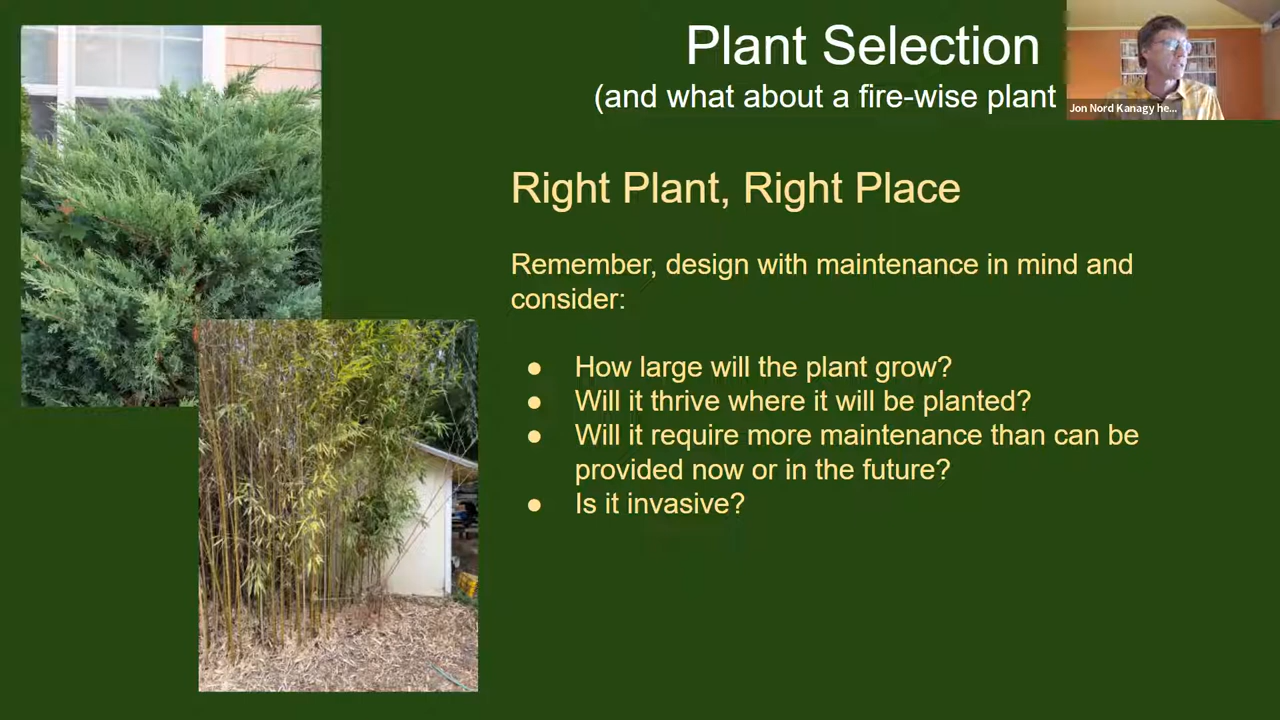 Plant Selection
(and what about a fire-wise plant
Jon Nord Kanagy he...
Right Plant, Right Place
Remember, design with maintenance in mind and
consider:
● How large will the plant grow?
● Will it thrive where it will be planted?
● Will it require more maintenance than can be
provided now or in the future?
● Is it invasive?